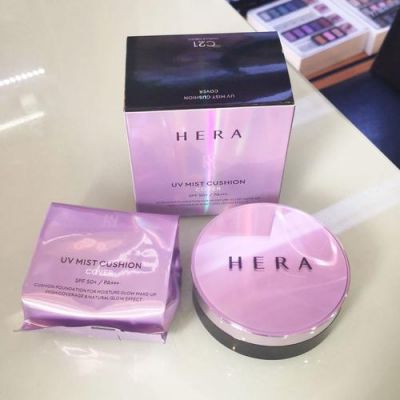 C21
UV MIST CUSHION
COVER
HERA
UV MIST CUSHION
COVER
SPF 50+ / PA+++
UV MIST CUSHION
COVER
SPF 50+ / PA+++
CUSHION FOUNDATION FOR MOISTURE GLOW MAKE UP
HIGH COVERAGE & NATURAL GLOW EFFECT
HERA